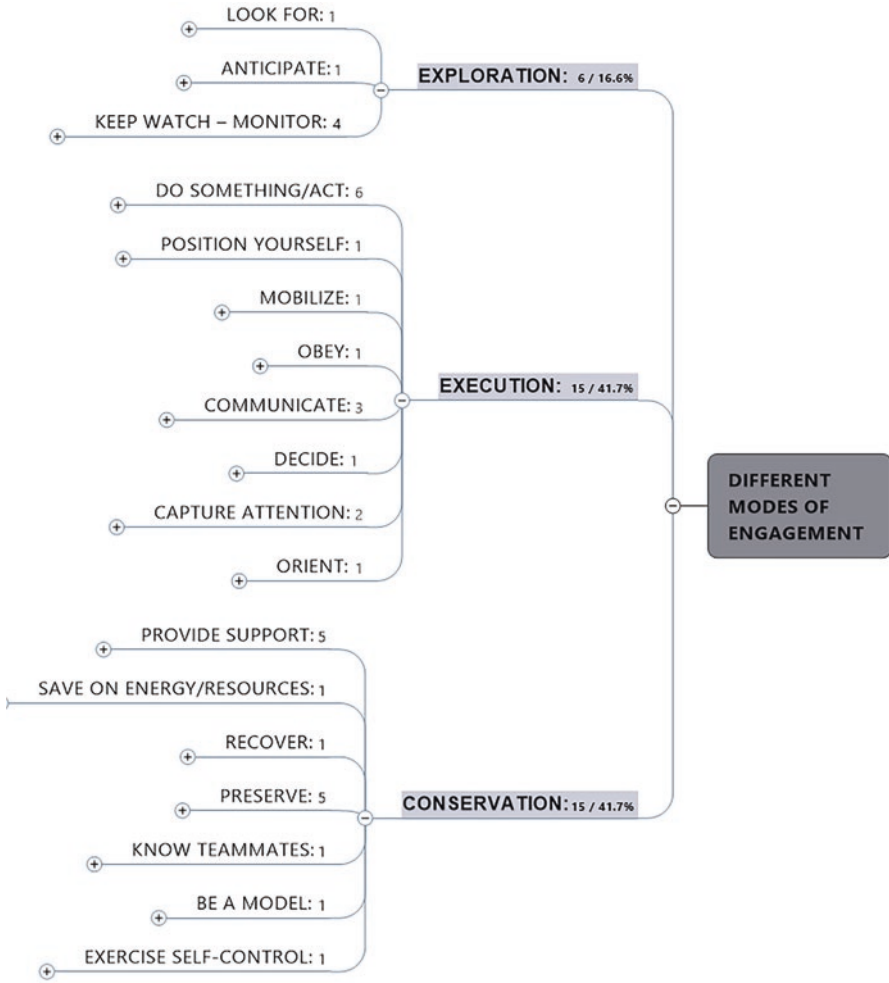 LOOK FOR: 1
ANTICIPATE: 1
KEEP WATCH – MONITOR: 4
EXPLORATION: 6 / 16.6%
DO SOMETHING/ACT: 6
POSITION YOURSELF: 1
MOBILIZE: 1
OBEY: 1
COMMUNICATE: 3
DECIDE: 1
CAPTURE ATTENTION: 2
ORIENT: 1
EXECUTION: 15 / 41.7%
PROVIDE SUPPORT: 5
SAVE ON ENERGY/RESOURCES: 1
RECOVER: 1
PRESERVE: 5
KNOW TEAMMATES: 1
BE A MODEL: 1
EXERCISE SELF-CONTROL: 1
CONSERVATION: 15 / 41.7%
DIFFERENT
MODES OF
ENGAGEMENT